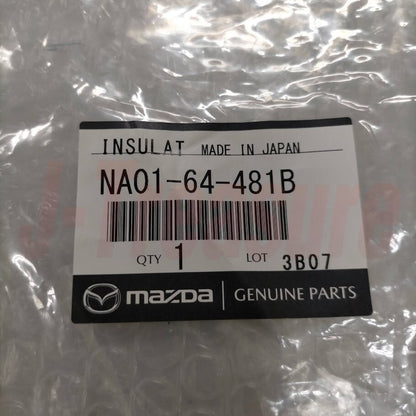 INSULAT MADE IN JAPAN
NA01-64-481B
QTY 1 LOT 3B07
mazda GENUINE PARTS